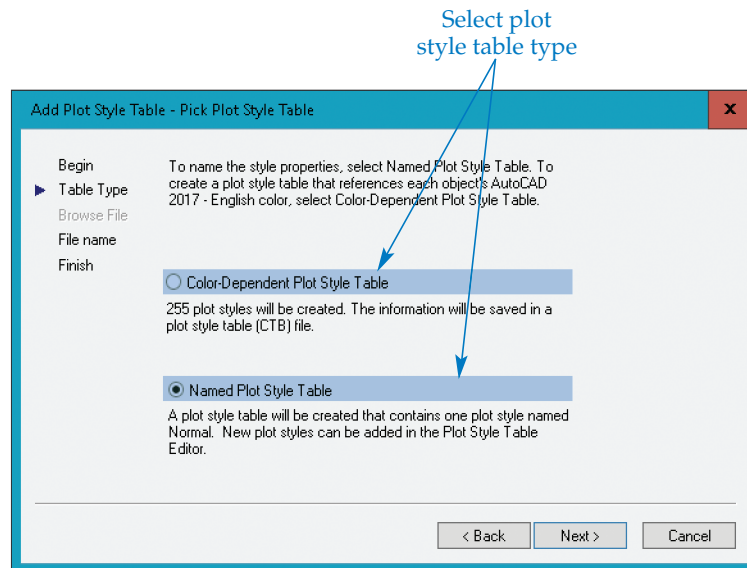 Select plot
style table type
Add Plot Style Table - Pick Plot Style Table
x
Begin
Table Type
Browse File
File name
Finish
To name the style properties, select Named Plot Style Table. To
create a plot style table that references each object's AutoCAD
2017 - English color, select Color-Dependent Plot Style Table.
Color-Dependent Plot Style Table
255 plot styles will be created. The information will be saved in a
plot style table (CTB) file.
Named Plot Style Table
A plot style table will be created that contains one plot style named
Normal. New plot styles can be added in the Plot Style Table
Editor.
< Back
Next >
Cancel